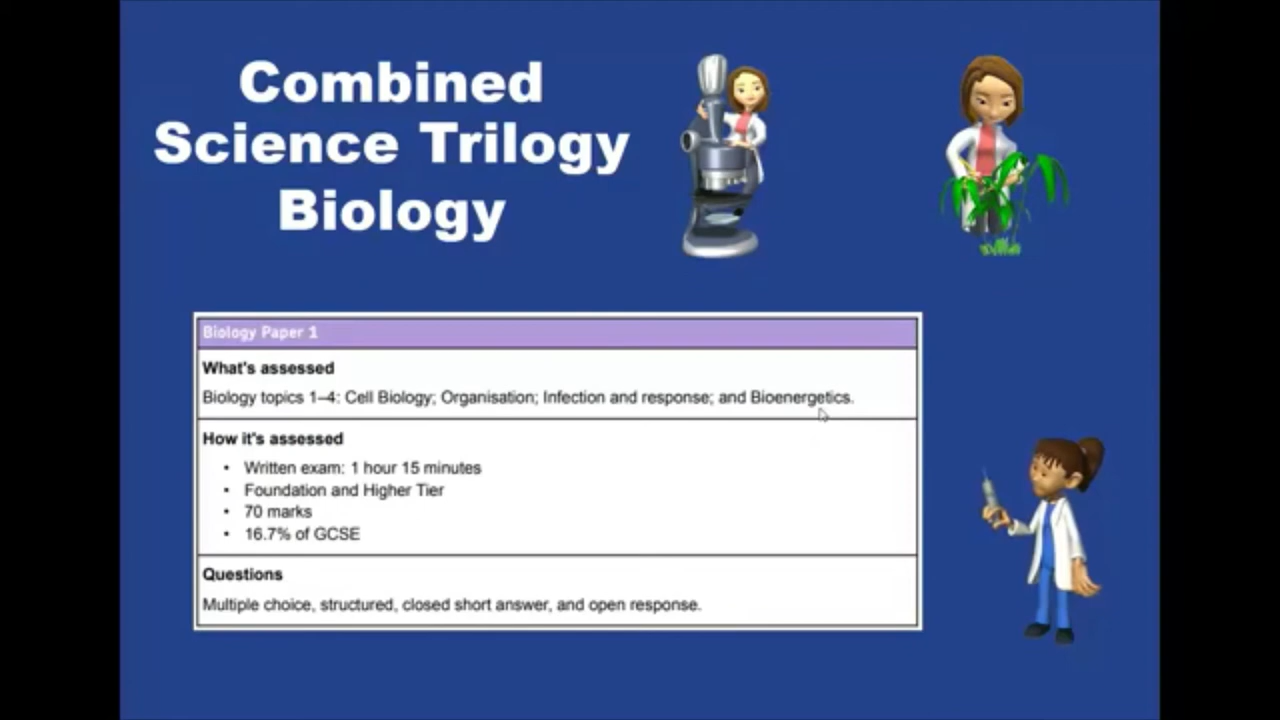 Combined
Science Trilogy
Biology
Biology Paper 1
What's assessed
Biology topics 1–4: Cell Biology; Organisation; Infection and response; and Bioenergetics.
How it's assessed
• Written exam: 1 hour 15 minutes
• Foundation and Higher Tier
• 70 marks
• 16.7% of GCSE
Questions
Multiple choice, structured, closed short answer, and open response.